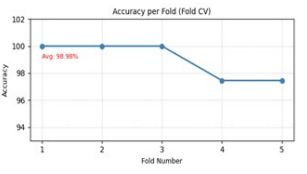 Accuracy per Fold (Fold CV)
102
100
98
96
94
Accuracy
Avg: 98.98%
1 2 3 4 5
Fold Number